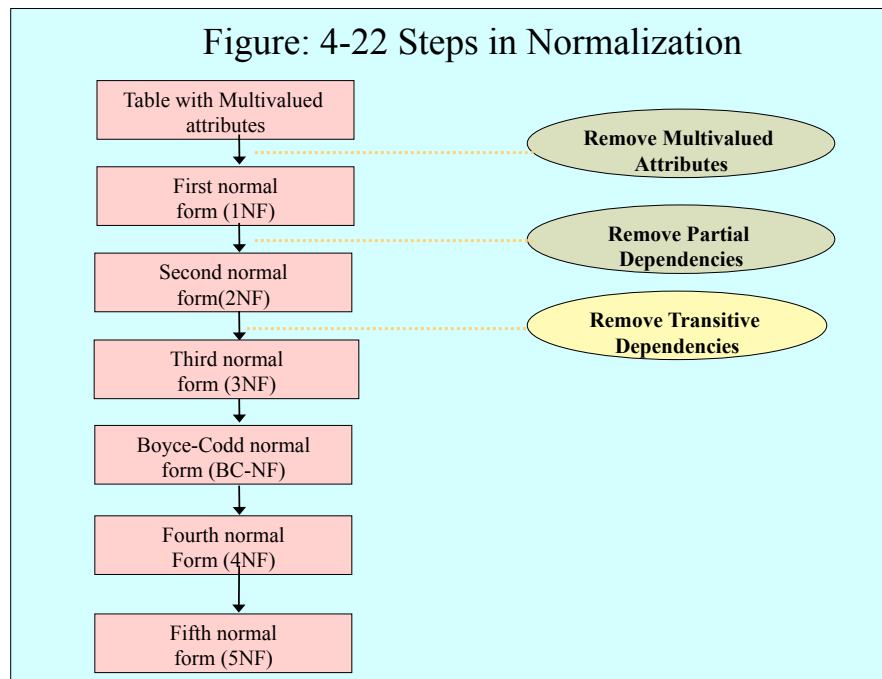 Figure: 4-22 Steps in Normalization
Table with Multivalued
attributes
Remove Multivalued
Attributes
First normal
form (1NF)
Remove Partial
Dependencies
Second normal
form(2NF)
Remove Transitive
Dependencies
Third normal
form (3NF)
Boyce-Codd normal
form (BC-NF)
Fourth normal
Form (4NF)
Fifth normal
form (5NF)